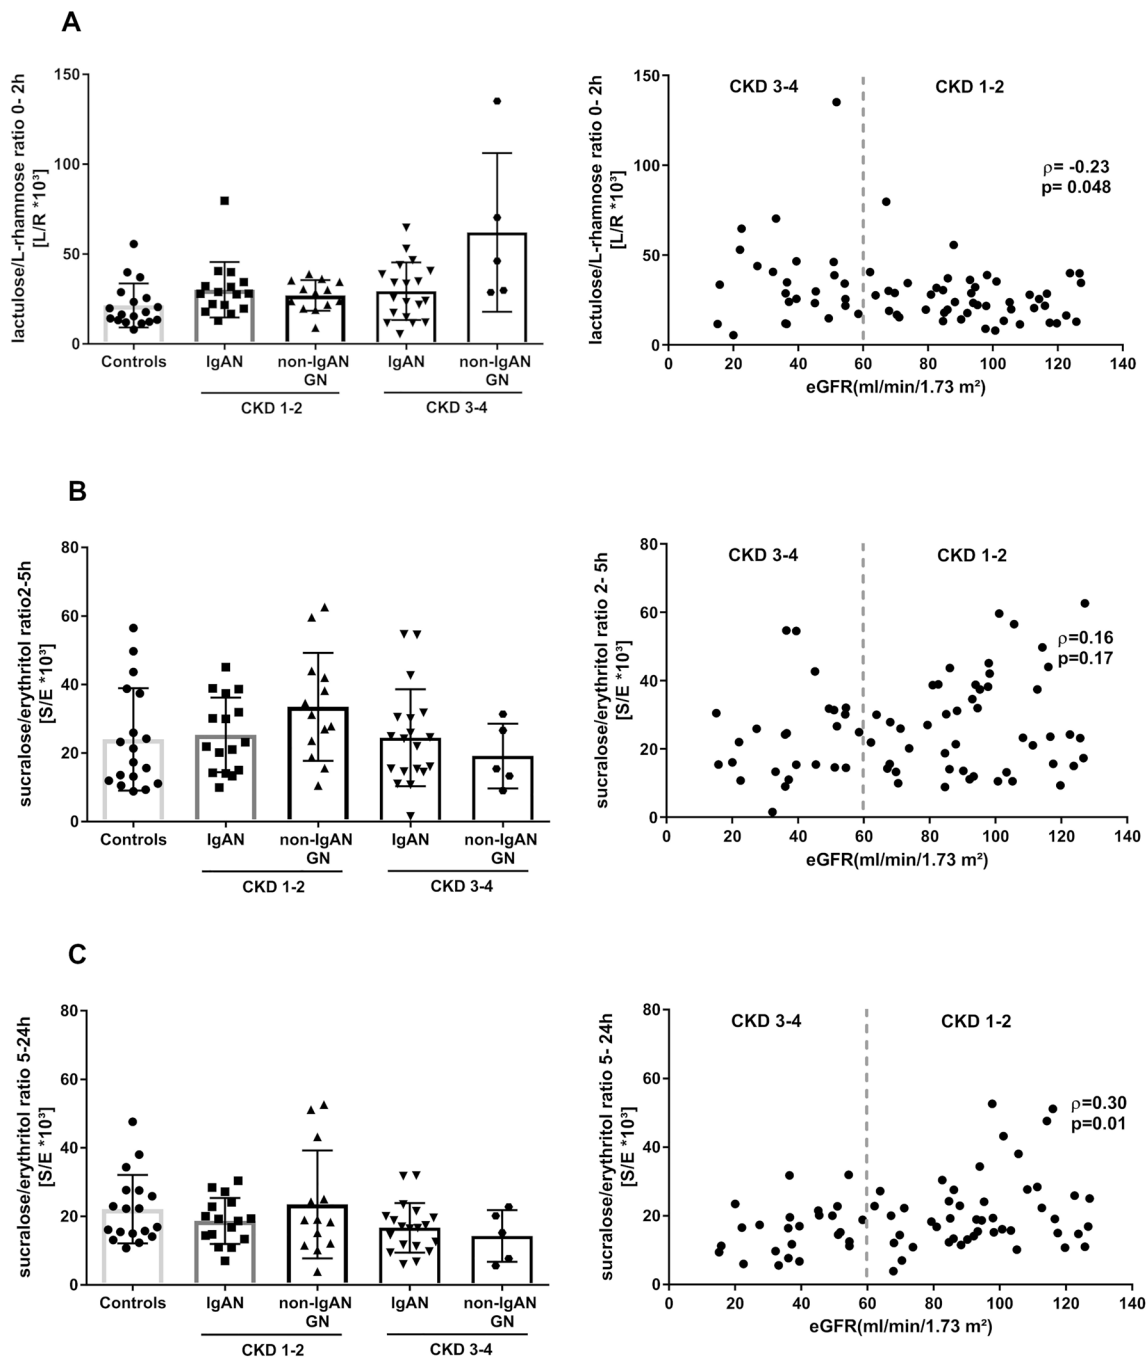 A
lactulose/L-rhamnose ratio 0- 2h
[L/R *10³]
150
100
50
0
Controls
IgAN
non-IgAN
GN
IgAN
non-IgAN
GN
CKD 1-2
CKD 3-4
lactulose/L-rhamnose ratio 0- 2h
[L/R *10³]
150
100
50
0
CKD 3-4
CKD 1-2
ρ= -0.23
p= 0.048
0 20 40 60 80 100 120 140
eGFR(ml/min/1.73 m²)
B
sucralose/erythritol ratio2-5h
[S/E *10³]
80
60
40
20
0
Controls
IgAN
non-IgAN
GN
IgAN
non-IgAN
GN
CKD 1-2
CKD 3-4
sucralose/erythritol ratio 2- 5h
[S/E *10³]
80
60
40
20
0
CKD 3-4
CKD 1-2
ρ=0.16
p=0.17
0 20 40 60 80 100 120 140
eGFR(ml/min/1.73 m²)
C
sucralose/erythritol ratio 5-24h
[S/E *10³]
80
60
40
20
0
Controls
IgAN
non-IgAN
GN
IgAN
non-IgAN
GN
CKD 1-2
CKD 3-4
sucralose/erythritol ratio 5- 24h
[S/E *10³]
80
60
40
20
0
CKD 3-4
CKD 1-2
ρ=0.30
p=0.01
0 20 40 60 80 100 120 140
eGFR(ml/min/1.73 m²)